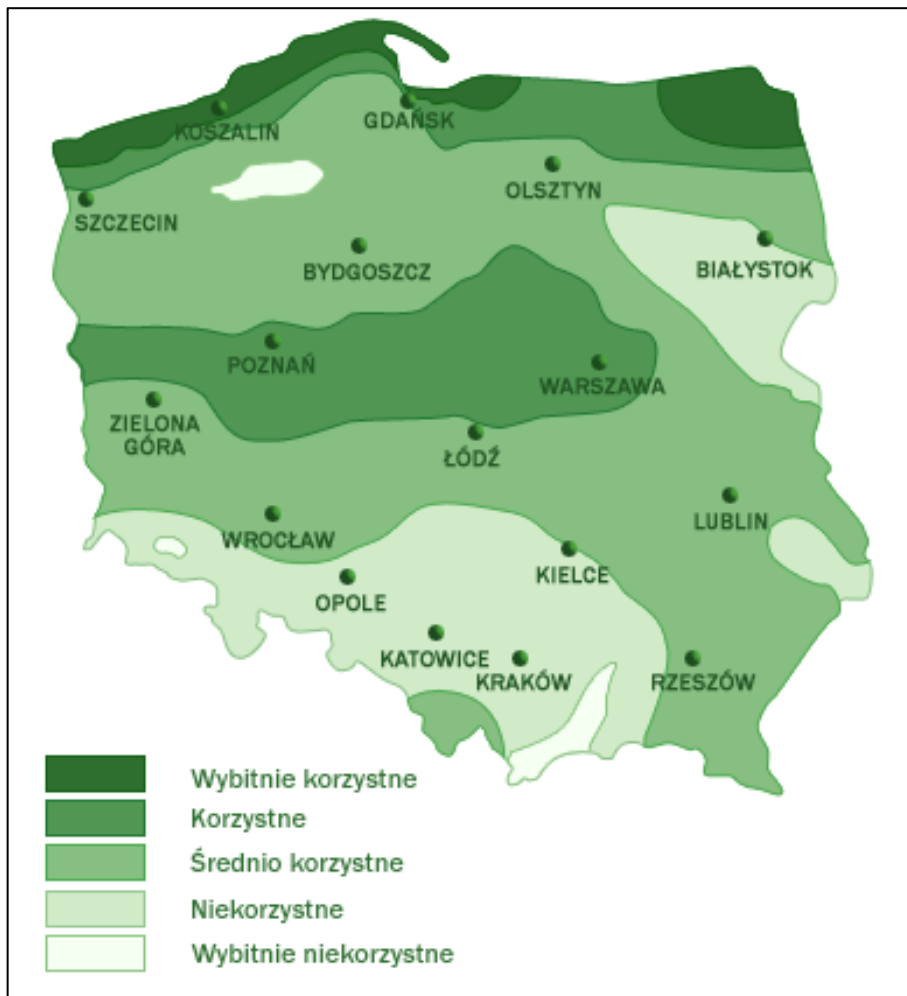 KOSZALIN
GDAŃSK
OLSZTYN
SZCZECIN
BIAŁYSTOK
BYDGOSZCZ
POZNAŃ
WARSZAWA
ZIELONA
GÓRA
ŁÓDŹ
LUBLIN
WROCŁAW
KIELCE
OPOLE
KATOWICE
KRAKÓW
RZESZÓW
Wybitnie korzystne
Korzystne
Średnio korzystne
Niekorzystne
Wybitnie niekorzystne